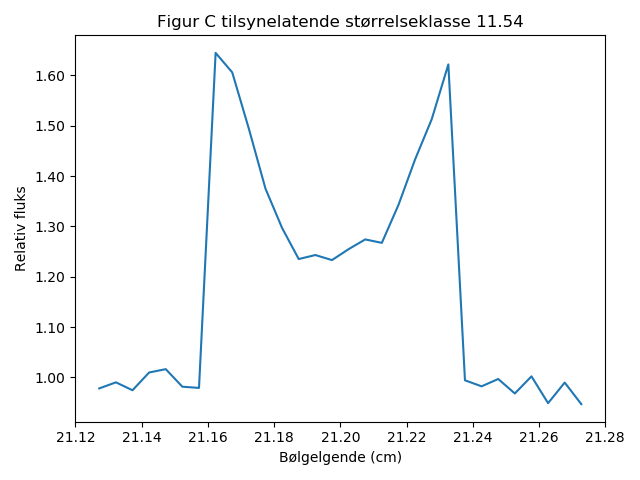 Figur C tilsynelatende størrelseklasse 11.54
Relativ fluks
1.60
1.50
1.40
1.30
1.20
1.10
1.00
21.12 21.14 21.16 21.18 21.20 21.22 21.24 21.26 21.28
Bølgelgende (cm)